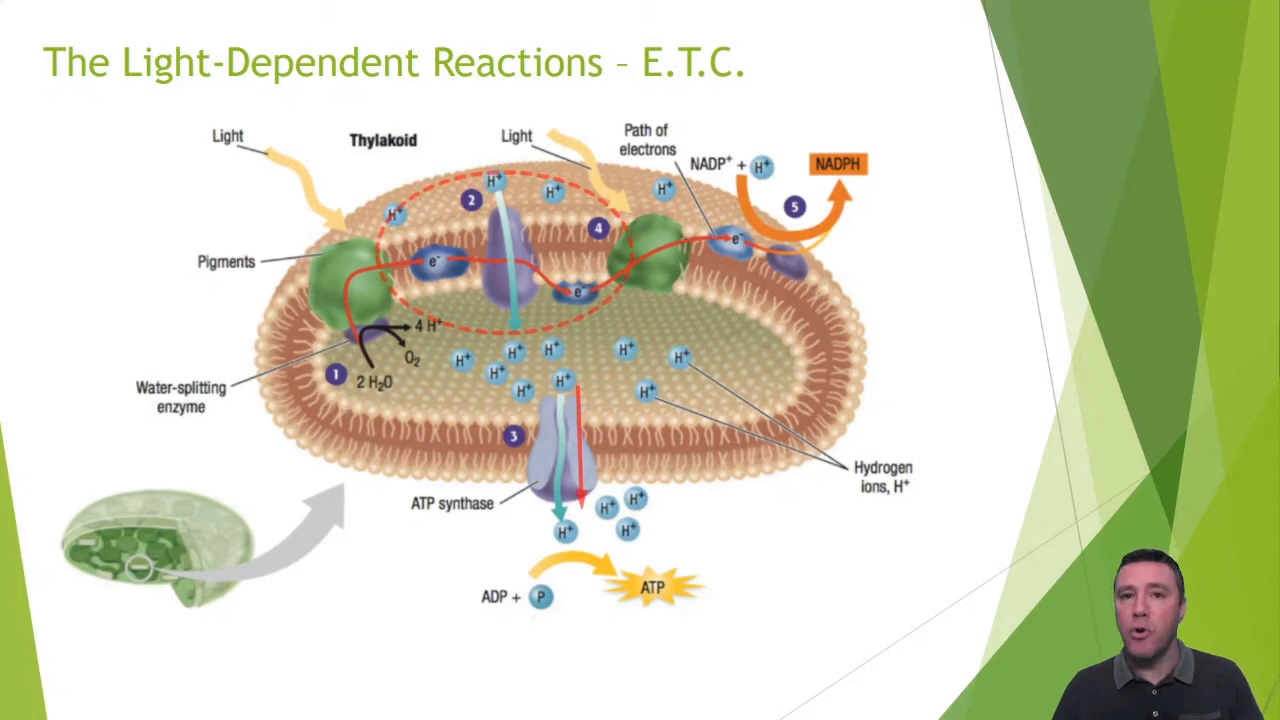 The Light-Dependent Reactions – E.T.C.
Light
Thylakoid
Light
Path of
electrons
NADP⁺ + H⁺
NADPH
H⁺
H⁺
H⁺
H⁺
2
4
5
Pigments
e⁻
e⁻
e⁻
4 H⁺
O₂
1
2 H₂O
Water-splitting
enzyme
H⁺
H⁺
H⁺
H⁺
H⁺
H⁺
H⁺
H⁺
H⁺
3
Hydrogen
ions, H⁺
ATP synthase
H⁺
H⁺
H⁺
H⁺
ADP + P
ATP